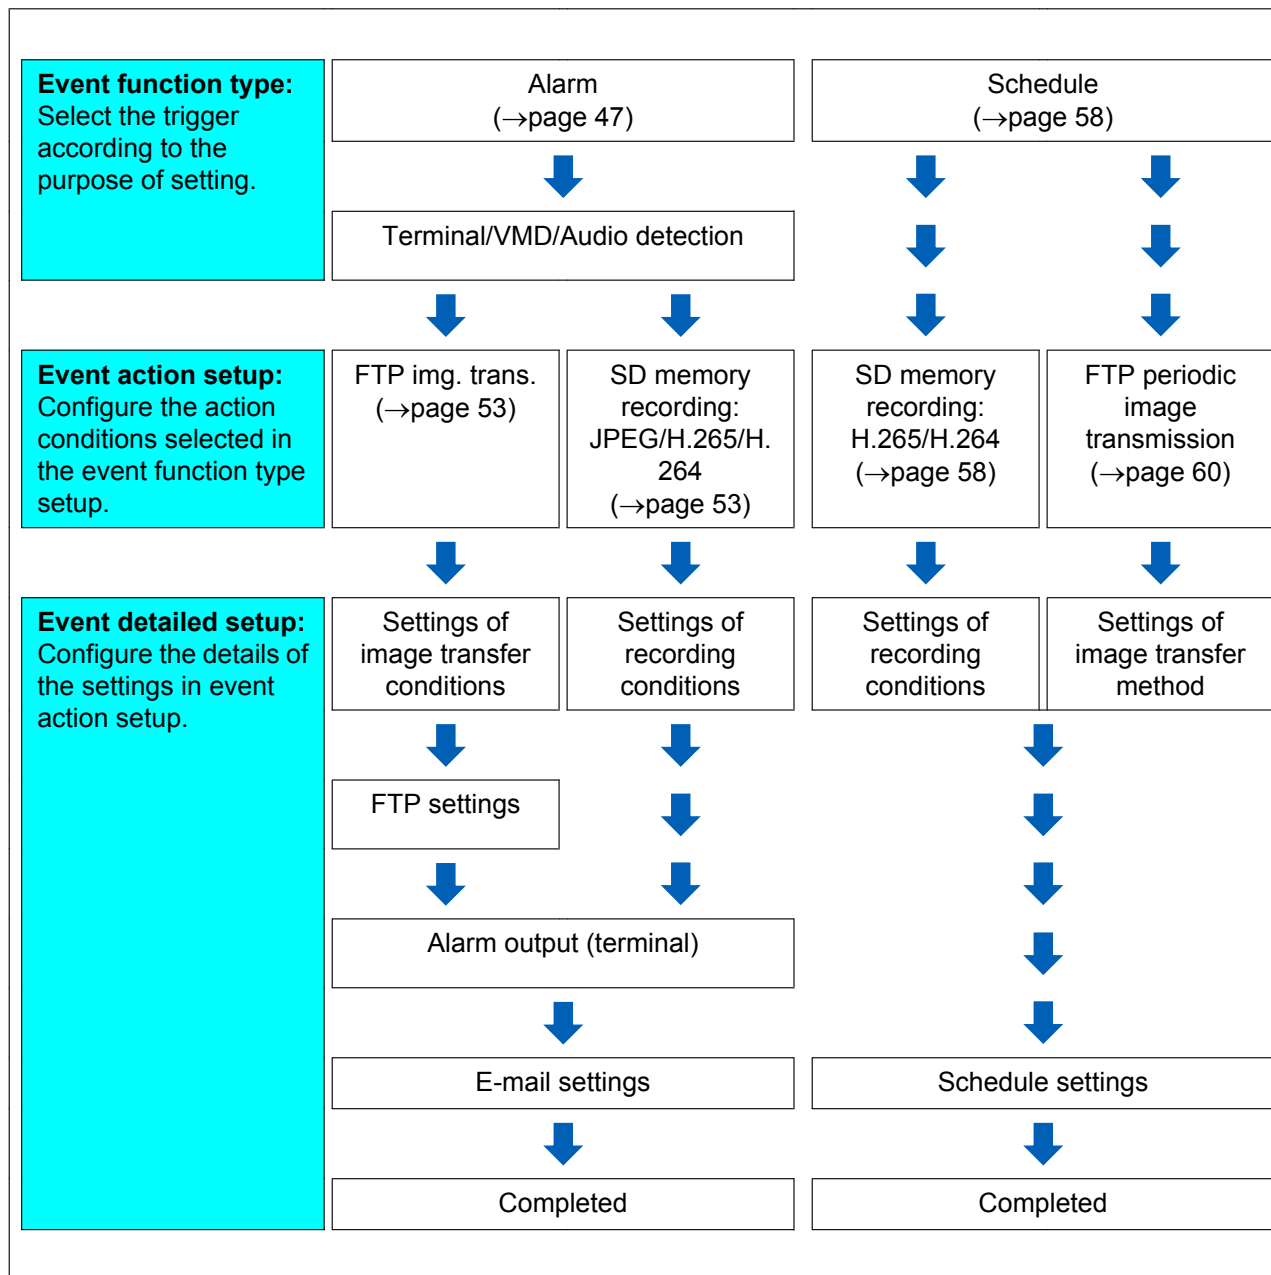 Event function type:
Select the trigger
according to the
purpose of setting.
Alarm
(→page 47)
Schedule
(→page 58)
Terminal/VMD/Audio detection
Event action setup:
Configure the action
conditions selected in
the event function type
setup.
FTP img. trans.
(→page 53)
SD memory
recording:
JPEG/H.265/H.
264
(→page 53)
SD memory
recording:
H.265/H.264
(→page 58)
FTP periodic
image
transmission
(→page 60)
Event detailed setup:
Configure the details of
the settings in event
action setup.
Settings of
image transfer
conditions
Settings of
recording
conditions
Settings of
recording
conditions
Settings of
image transfer
method
FTP settings
Alarm output (terminal)
E-mail settings
Schedule settings
Completed
Completed